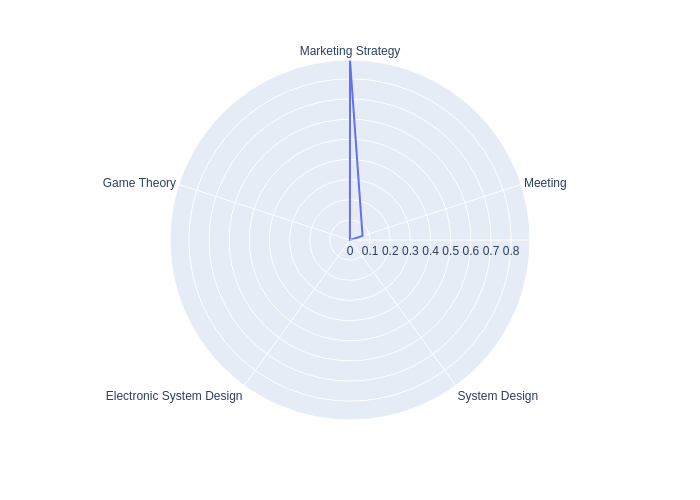 Marketing Strategy
Game Theory
Meeting
0 0.1 0.2 0.3 0.4 0.5 0.6 0.7 0.8
Electronic System Design
System Design